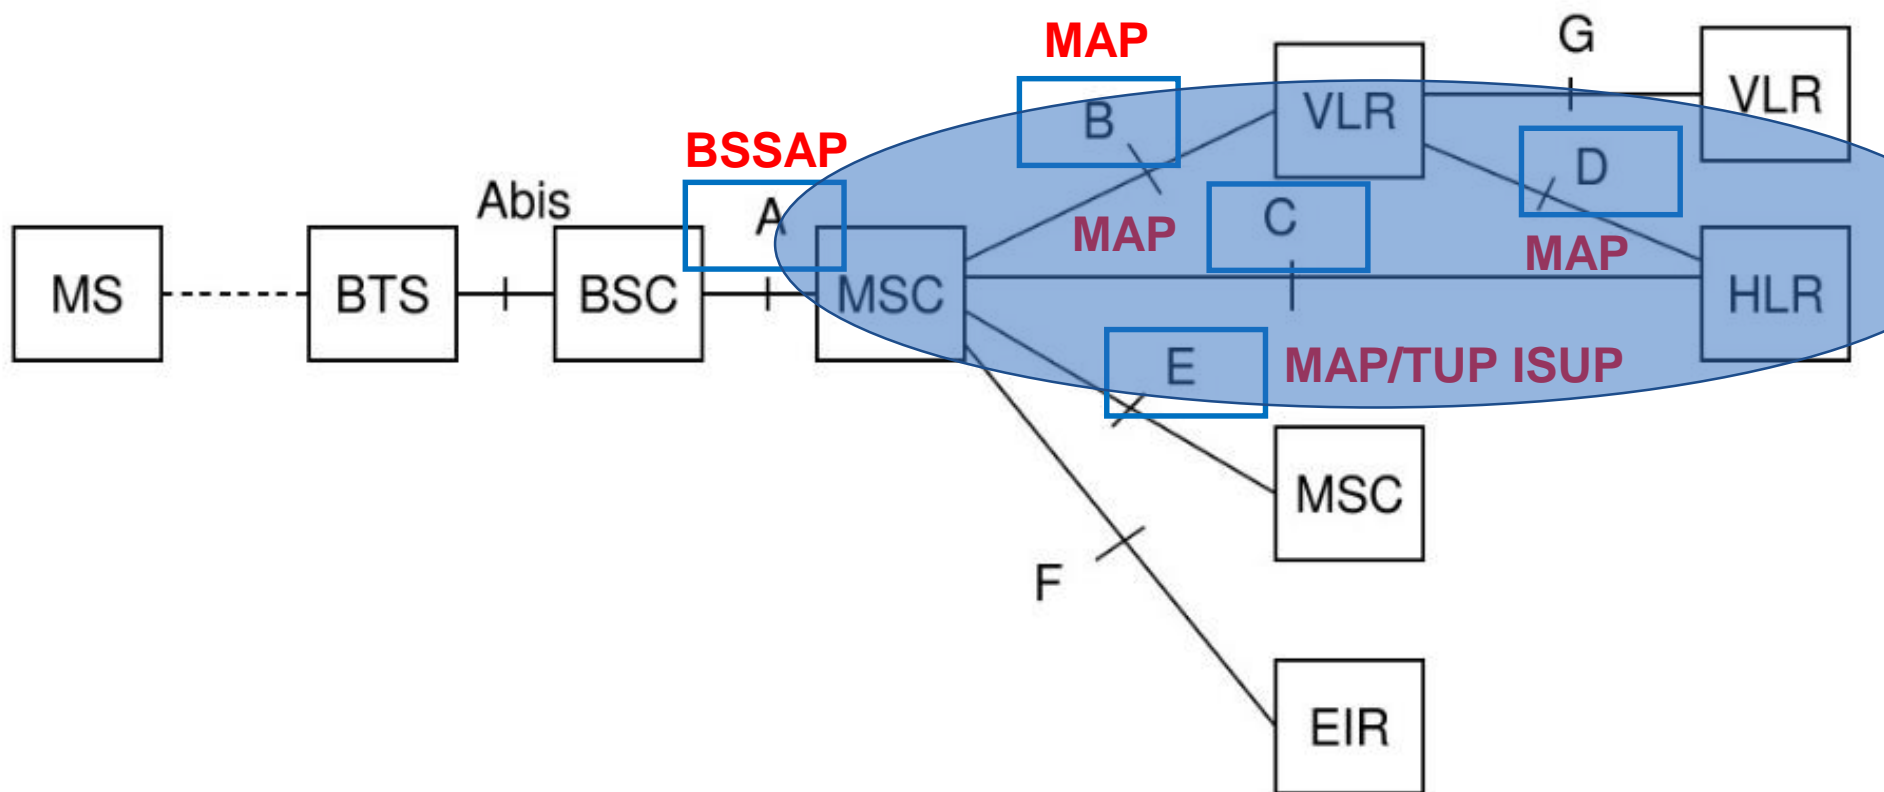 MAP
G
B
VLR
VLR
BSSAP
D
Abis
A
C
MAP
MAP
MS
BTS
BSC
MSC
HLR
E
MAP/TUP ISUP
MSC
F
EIR